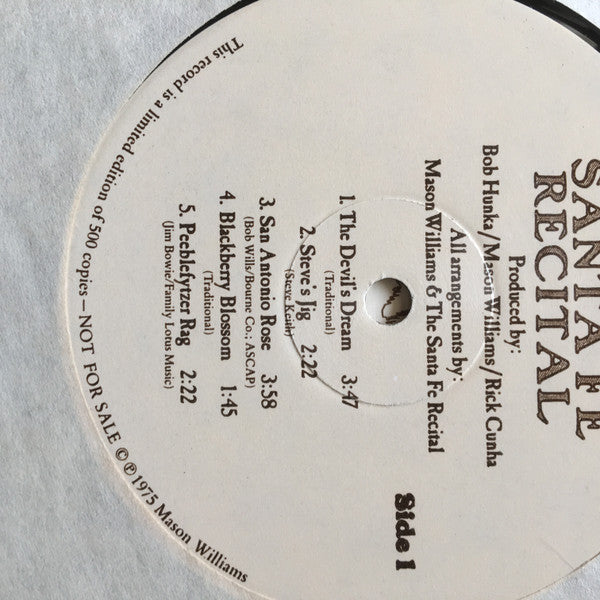 SANTA FE
RECITAL
Produced by:
Bob Hunka/Mason Williams/Rick Cunha
All arrangements by:
Mason Williams & The Santa Fe Recital
Side 1
1. The Devil's Dream 3:47
(Traditional)
2. Steve's Jig 2:22
(Steve Keith)
3. San Antonio Rose 3:58
(Bob Wills/Bourne Co.: ASCAP)
4. Blackberry Blossom 1:45
(Traditional)
5. Peeblefytzer Rag 2:22
(Jim Bowie/Family Lotus Music)
This record is a limited edition of 500 copies—NOT FOR SALE ©℗1975 Mason Williams